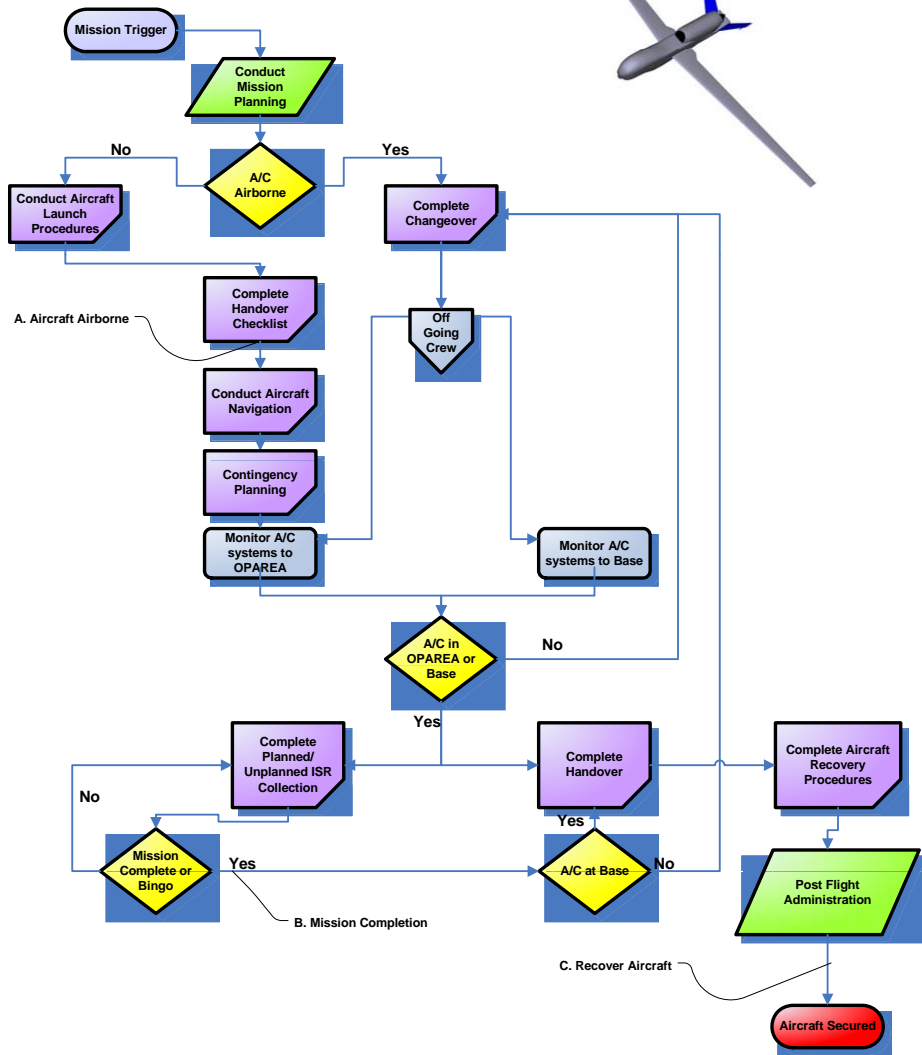 Mission Trigger
Conduct
Mission
Planning
No
Yes
A/C
Airborne
Conduct Aircraft
Launch
Procedures
Complete
Changeover
Complete
Handover
Checklist
A. Aircraft Airborne
Off
Going
Crew
Conduct Aircraft
Navigation
Contingency
Planning
Monitor A/C
systems to
OPAREA
Monitor A/C
systems to Base
A/C in
OPAREA or
Base
No
Yes
Complete
Planned/
Unplanned ISR
Collection
Complete
Handover
Complete Aircraft
Recovery
Procedures
No
Mission
Complete or
Bingo
Yes
Yes
A/C at Base
No
Post Flight
Administration
B. Mission Completion
C. Recover Aircraft
Aircraft Secured